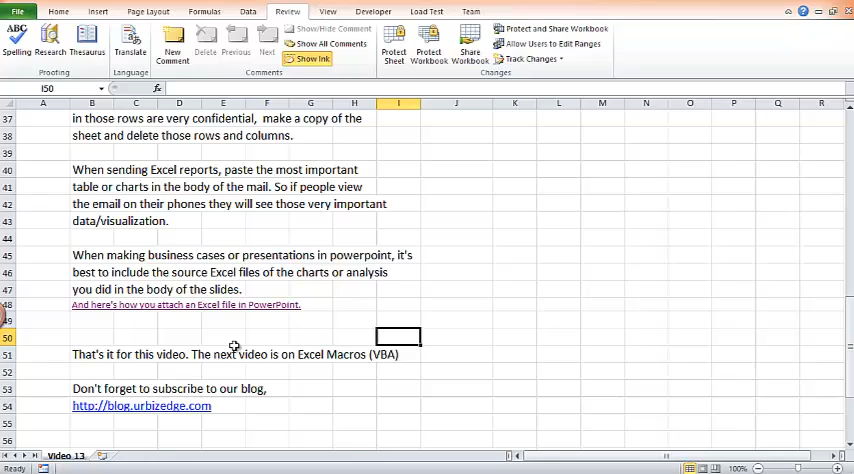 File Home Insert Page Layout Formulas Data Review View Developer Load Test Team
ABC
Spelling Research Thesaurus
Proofing
Translate
Language
New Comment Delete Previous Next
Show/Hide Comment
Show All Comments
Show Ink
Comments
Protect Sheet Protect Workbook Share Workbook
Protect and Share Workbook
Allow Users to Edit Ranges
Track Changes
Changes
I50 fx
A B C D E F G H I J K L M N O P Q R
37 in those rows are very confidential, make a copy of the
38 sheet and delete those rows and columns.
39
40 When sending Excel reports, paste the most important
41 table or charts in the body of the mail. So if people view
42 the email on their phones they will see those very important
43 data/visualization.
44
45 When making business cases or presentations in powerpoint, it's
46 best to include the source Excel files of the charts or analysis
47 you did in the body of the slides.
48 And here's how you attach an Excel file in PowerPoint.
49
50
51 That's it for this video. The next video is on Excel Macros (VBA)
52
53 Don't forget to subscribe to our blog,
54 http://blog.urbizedge.com
55
56
Video 13
Ready 100%